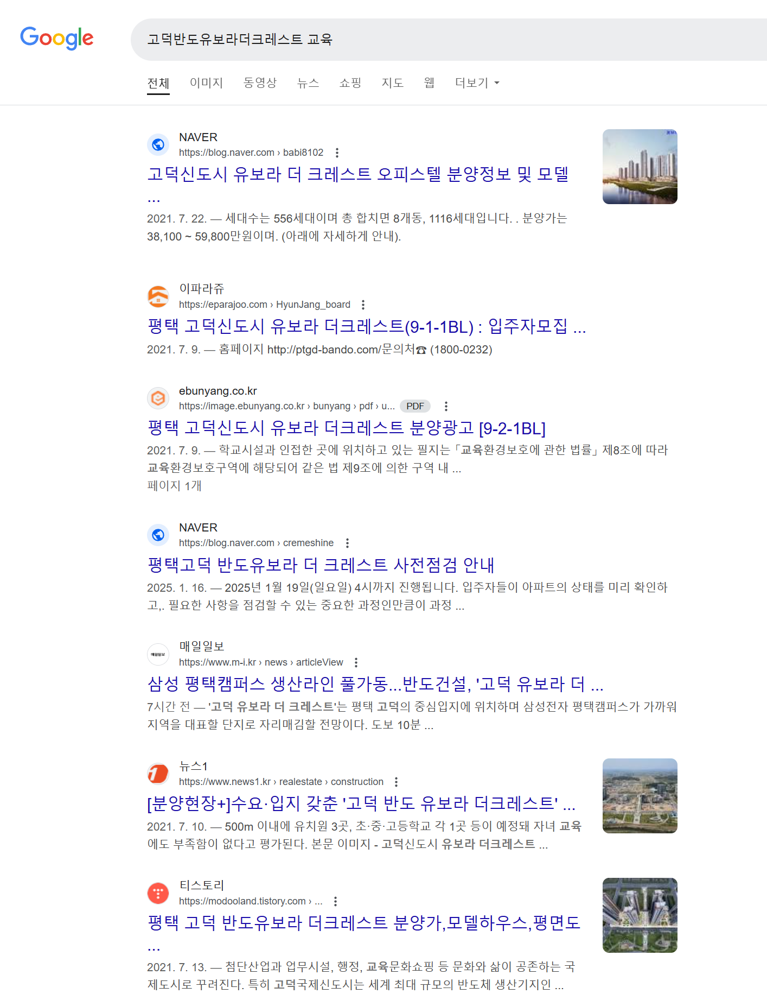 Google
고덕반도유보라더크레스트 교육
전체 이미지 동영상 뉴스 쇼핑 지도 웹 더보기
NAVER
https://blog.naver.com › babi8102
고덕신도시 유보라 더 크레스트 오피스텔 분양정보 및 모델
...
2021. 7. 22. — 세대수는 556세대이며 총 합치면 8개동, 1116세대입니다. . 분양가는
38,100 ~ 59,800만원이며. (아래에 자세하게 안내).
이파라쥬
https://eparajoo.com › HyunJang_board
평택 고덕신도시 유보라 더크레스트(9-1-1BL) : 입주자모집 ...
2021. 7. 9. — 홈페이지 http://ptgd-bando.com/문의처☎ (1800-0232)
ebunyang.co.kr
https://image.ebunyang.co.kr › bunyang › pdf › u... PDF
평택 고덕신도시 유보라 더크레스트 분양광고 [9-2-1BL]
2021. 7. 9. — 학교시설과 인접한 곳에 위치하고 있는 필지는 「교육환경보호에 관한 법률」 제8조에 따라
교육환경보호구역에 해당되어 같은 법 제9조에 의한 구역 내 ...
페이지 1개
NAVER
https://blog.naver.com › cremeshine
평택고덕 반도유보라 더 크레스트 사전점검 안내
2025. 1. 16. — 2025년 1월 19일(일요일) 4시까지 진행됩니다. 입주자들이 아파트의 상태를 미리 확인하
고,. 필요한 사항을 점검할 수 있는 중요한 과정인만큼이 과정 ...
매일일보
매일일보
https://www.m-i.kr › news › articleView
삼성 평택캠퍼스 생산라인 풀가동...반도건설, '고덕 유보라 더 ...
7시간 전 — '고덕 유보라 더 크레스트'는 평택 고덕의 중심입지에 위치하며 삼성전자 평택캠퍼스가 가까워
지역을 대표할 단지로 자리매김할 전망이다. 도보 10분 ...
뉴스1
https://www.news1.kr › realestate › construction
[분양현장+]수요·입지 갖춘 '고덕 반도 유보라 더크레스트' ...
2021. 7. 10. — 500m 이내에 유치원 3곳, 초·중·고등학교 각 1곳 등이 예정돼 자녀 교육
에도 부족함이 없다고 평가된다. 본문 이미지 - 고덕신도시 유보라 더크레스트 ...
티스토리
https://modooland.tistory.com › ...
평택 고덕 반도유보라 더크레스트 분양가,모델하우스,평면도
...
2021. 7. 13. — 첨단산업과 업무시설, 행정, 교육문화쇼핑 등 문화와 삶이 공존하는 국
제도시로 꾸려진다. 특히 고덕국제신도시는 세계 최대 규모의 반도체 생산기지인 ...